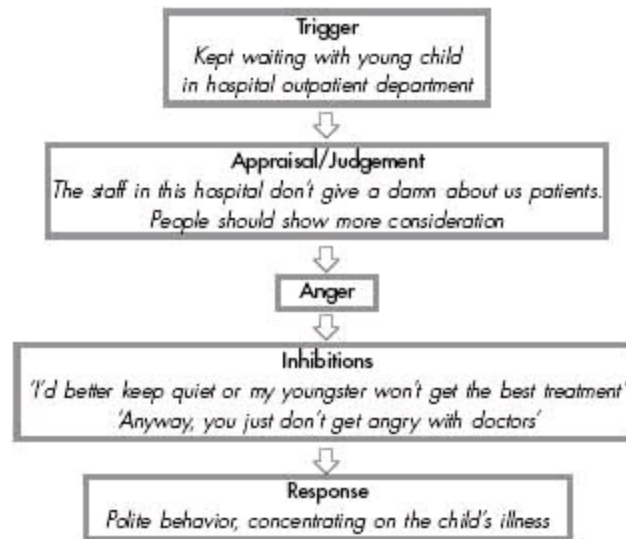 Trigger
Kept waiting with young child
in hospital outpatient department
Appraisal/Judgement
The staff in this hospital don't give a damn about us patients.
People should show more consideration
Anger
Inhibitions
'I'd better keep quiet or my youngster won't get the best treatment'
'Anyway, you just don't get angry with doctors'
Response
Polite behavior, concentrating on the child's illness